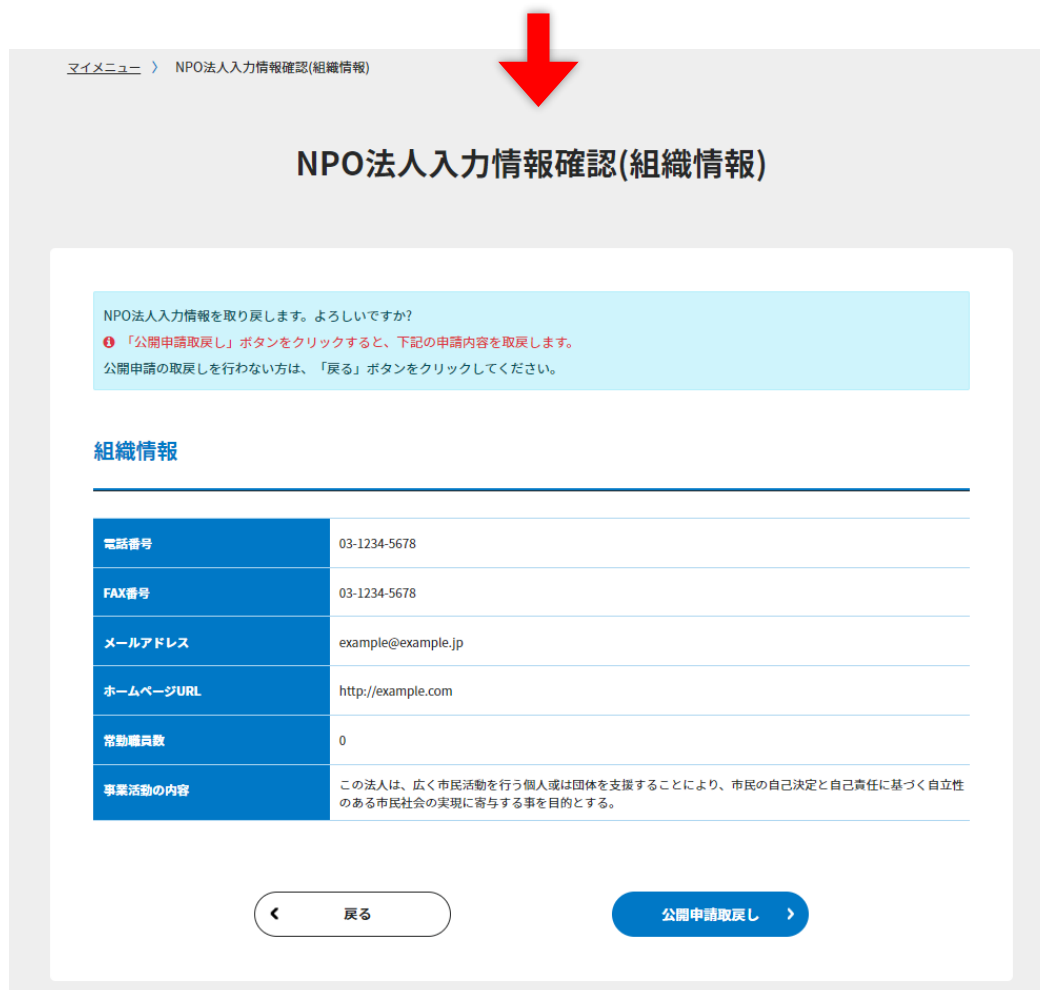 マイメニュー 〉 NPO法人入力情報確認(組織情報)
NPO法人入力情報確認(組織情報)
NPO法人入力情報を取り戻します。よろしいですか?
「公開申請取戻し」ボタンをクリックすると、下記の申請内容を取戻します。
公開申請の取戻しを行わない方は、「戻る」ボタンをクリックしてください。
組織情報
電話番号 03-1234-5678
FAX番号 03-1234-5678
メールアドレス example@example.jp
ホームページURL http://example.com
常勤職員数 0
事業活動の内容 この法人は、広く市民活動を行う個人或は団体を支援することにより、市民の自己決定と自己責任に基づく自立性
のある市民社会の実現に寄与する事を目的とする。
戻る 公開申請取戻し